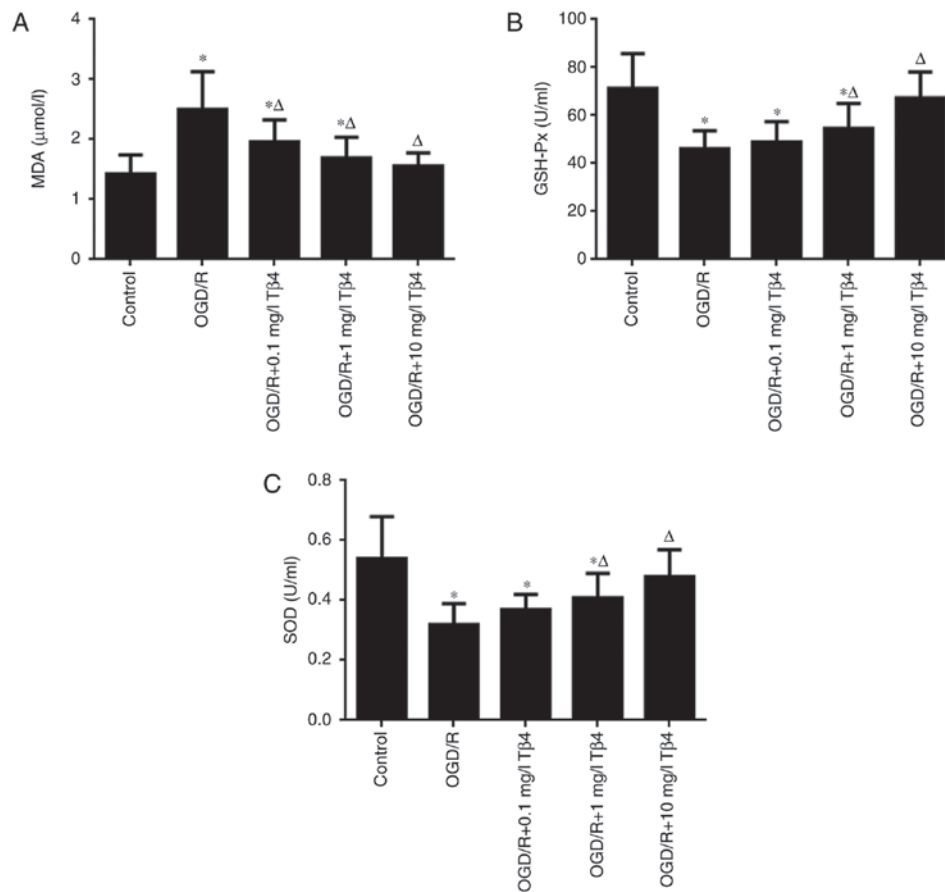 A
MDA (μmol/l)
4
3
2
1
0
*
*Δ
*Δ
Δ
Control
OGD/R
OGD/R+0.1 mg/l Tβ4
OGD/R+1 mg/l Tβ4
OGD/R+10 mg/l Tβ4
B
GSH-Px (U/ml)
100
80
60
40
20
0
*
*
*Δ
Δ
Control
OGD/R
OGD/R+0.1 mg/l Tβ4
OGD/R+1 mg/l Tβ4
OGD/R+10 mg/l Tβ4
C
SOD (U/ml)
0.8
0.6
0.4
0.2
0.0
*
*
*Δ
Δ
Control
OGD/R
OGD/R+0.1 mg/l Tβ4
OGD/R+1 mg/l Tβ4
OGD/R+10 mg/l Tβ4